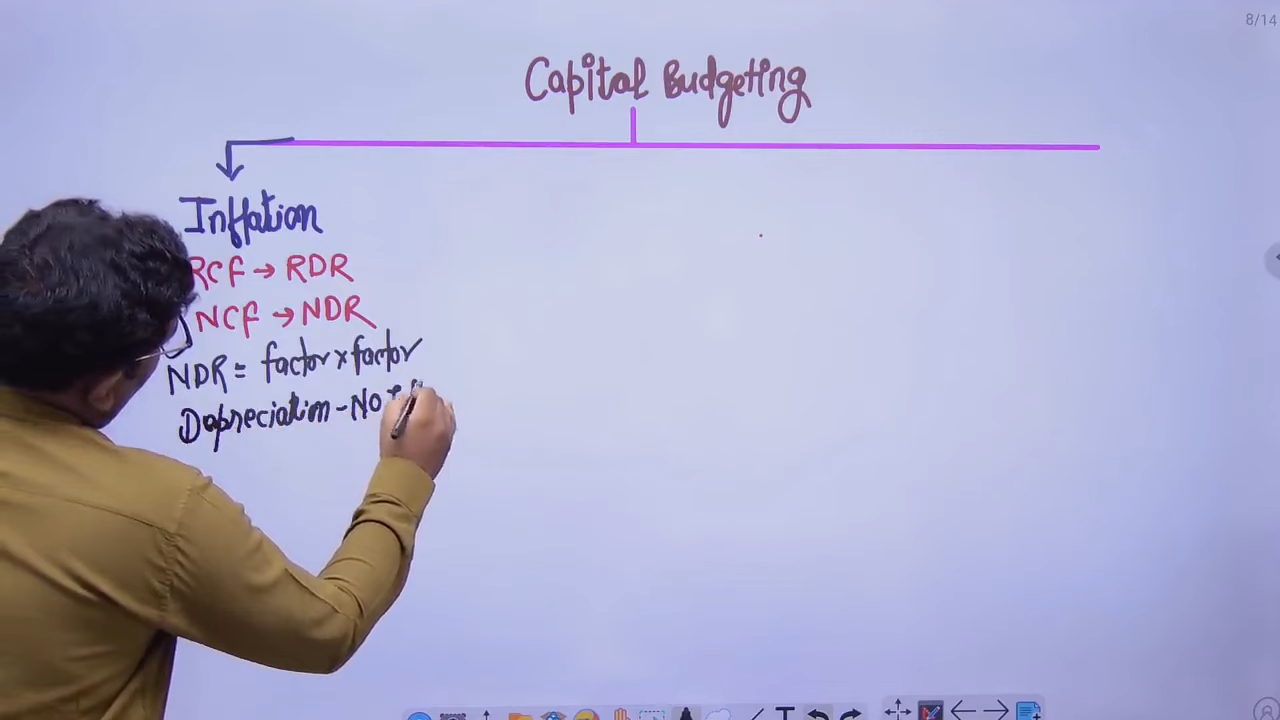 8/14
Capital Budgeting
Inflation
RCF → RDR
NCF → NDR
NDR = factor x factor
Depreciation - No